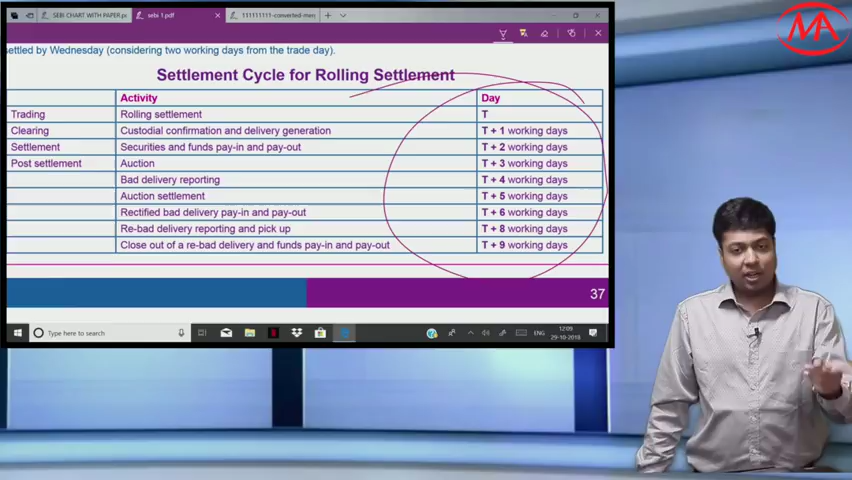 SEBI CHART WITH PAPER.p
sebi 1.pdf
111111111-converted-mer
MA
settled by Wednesday (considering two working days from the trade day).
Settlement Cycle for Rolling Settlement
Activity Day
Trading Rolling settlement T
Clearing Custodial confirmation and delivery generation T + 1 working days
Settlement Securities and funds pay-in and pay-out T + 2 working days
Post settlement Auction T + 3 working days
Bad delivery reporting T + 4 working days
Auction settlement T + 5 working days
Rectified bad delivery pay-in and pay-out T + 6 working days
Re-bad delivery reporting and pick up T + 8 working days
Close out of a re-bad delivery and funds pay-in and pay-out T + 9 working days
37
Type here to search
ENG
12:09
29-10-2018